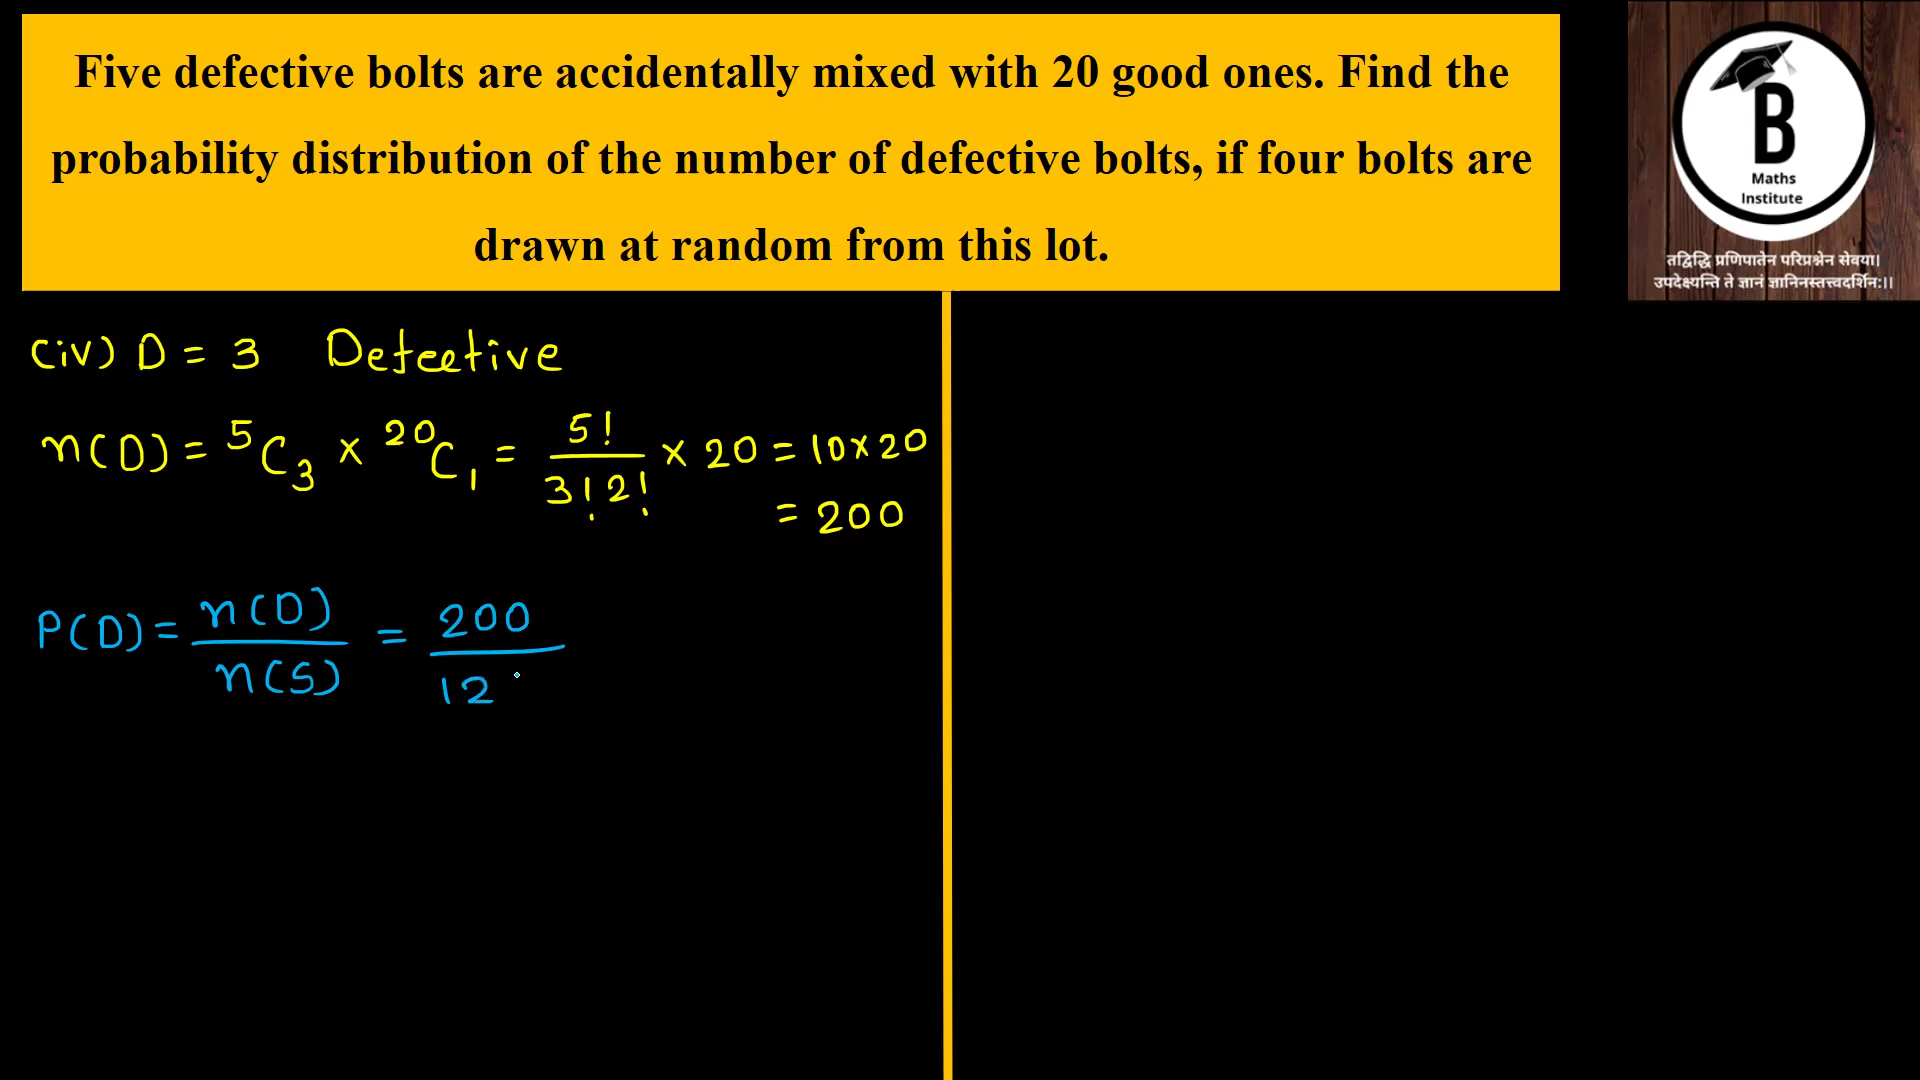 Five defective bolts are accidentally mixed with 20 good ones. Find the
probability distribution of the number of defective bolts, if four bolts are
drawn at random from this lot.
B
Maths
Institute
तद्विद्धि प्रणिपातेन परिप्रश्नेन सेवया।
उपदेक्ष्यन्ति ते ज्ञानं ज्ञानिनस्तत्त्वदर्शिन:।।
(iv) D = 3 Defective
n(D) = ⁵C₃ × ²⁰C₁ = 5!/3!2! × 20 = 10×20
= 200
P(D) = n(D)/n(S) = 200/12